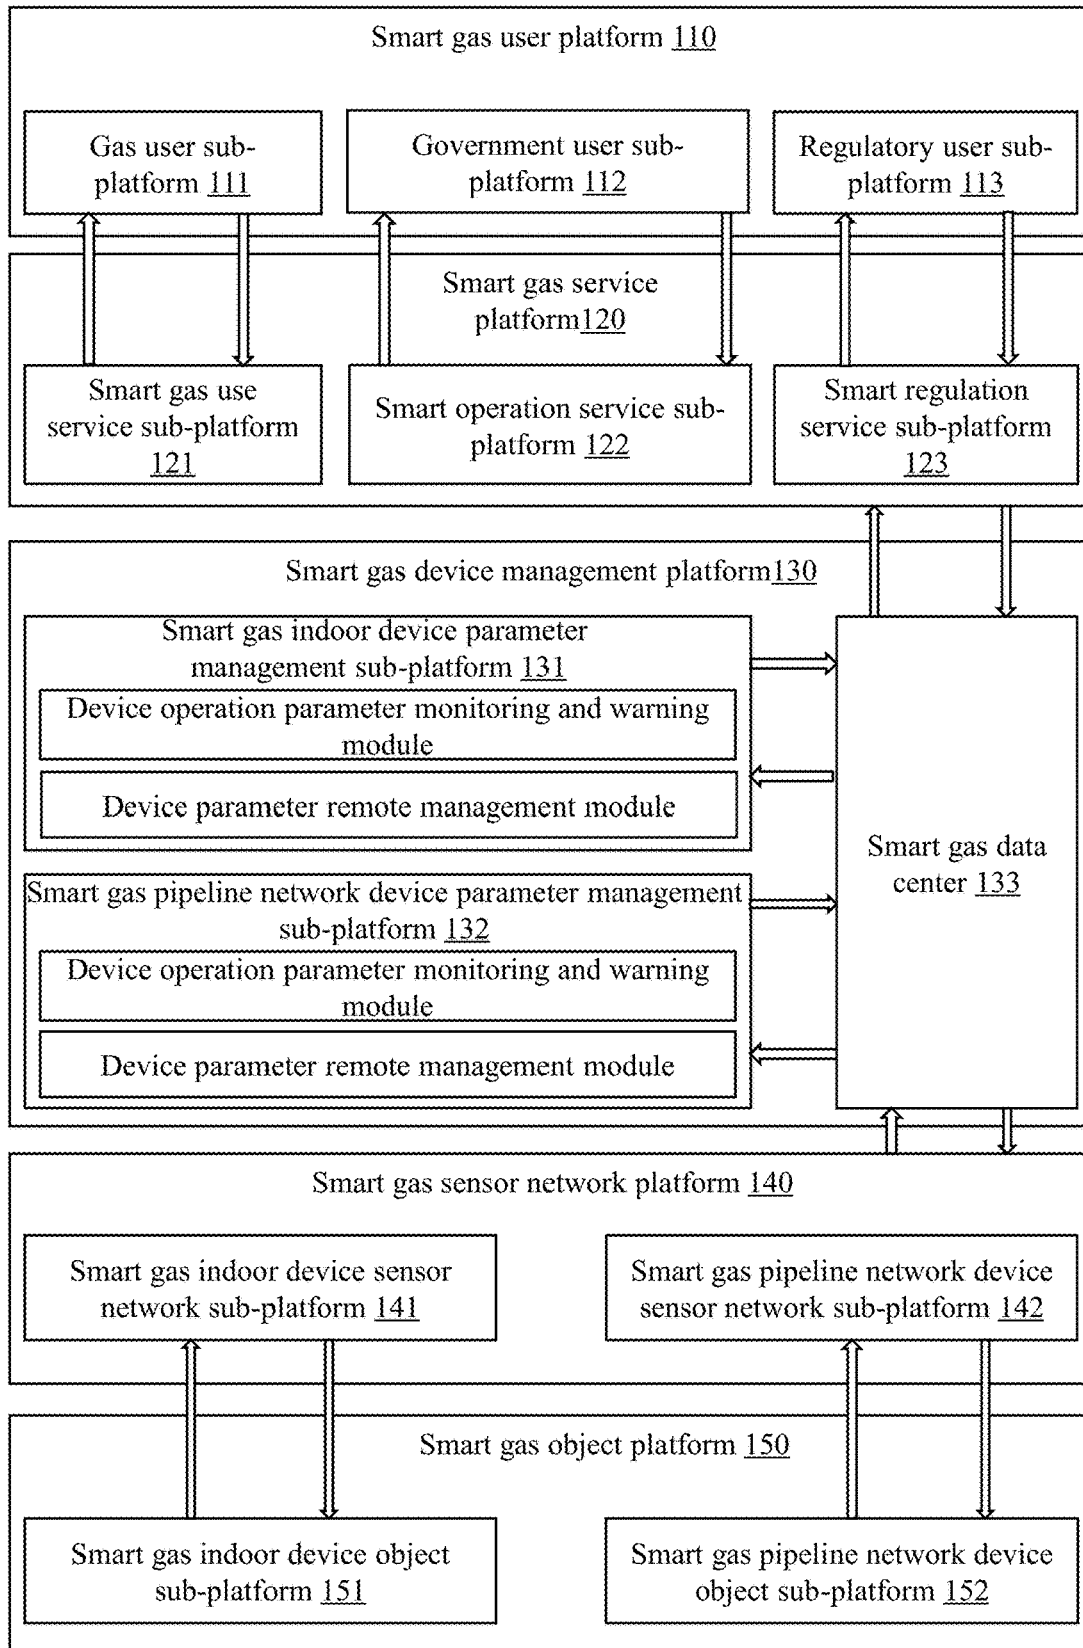 Smart gas user platform 110
Gas user sub-
platform 111
Government user sub-
platform 112
Regulatory user sub-
platform 113
Smart gas service
platform120
Smart gas use
service sub-platform
121
Smart operation service sub-
platform 122
Smart regulation
service sub-platform
123
Smart gas device management platform130
Smart gas indoor device parameter
management sub-platform 131
Device operation parameter monitoring and warning
module
Device parameter remote management module
Smart gas pipeline network device parameter management
sub-platform 132
Device operation parameter monitoring and warning
module
Device parameter remote management module
Smart gas data
center 133
Smart gas sensor network platform 140
Smart gas indoor device sensor
network sub-platform 141
Smart gas pipeline network device
sensor network sub-platform 142
Smart gas object platform 150
Smart gas indoor device object
sub-platform 151
Smart gas pipeline network device
object sub-platform 152